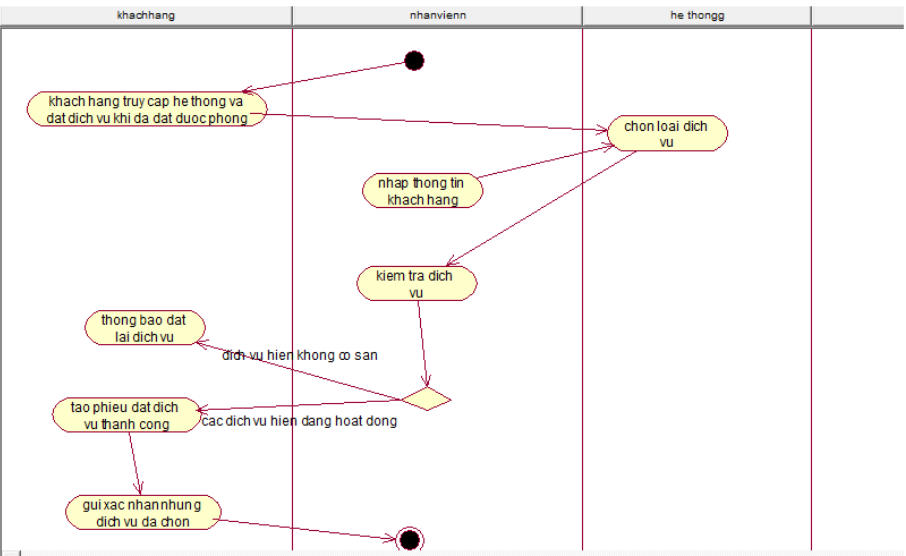 khachhang
nhanvienn
he thongg
khach hang truy cap he thong va
dat dich vu khi da dat duoc phong
chon loai dich
vu
nhap thong tin
khach hang
kiem tra dich
vu
thong bao dat
lai dich vu
dich vu hien khong co san
tao phieu dat dich
vu thanh cong
cac dich vu hien dang hoat dong
gui xac nhan nhung
dich vu da chon